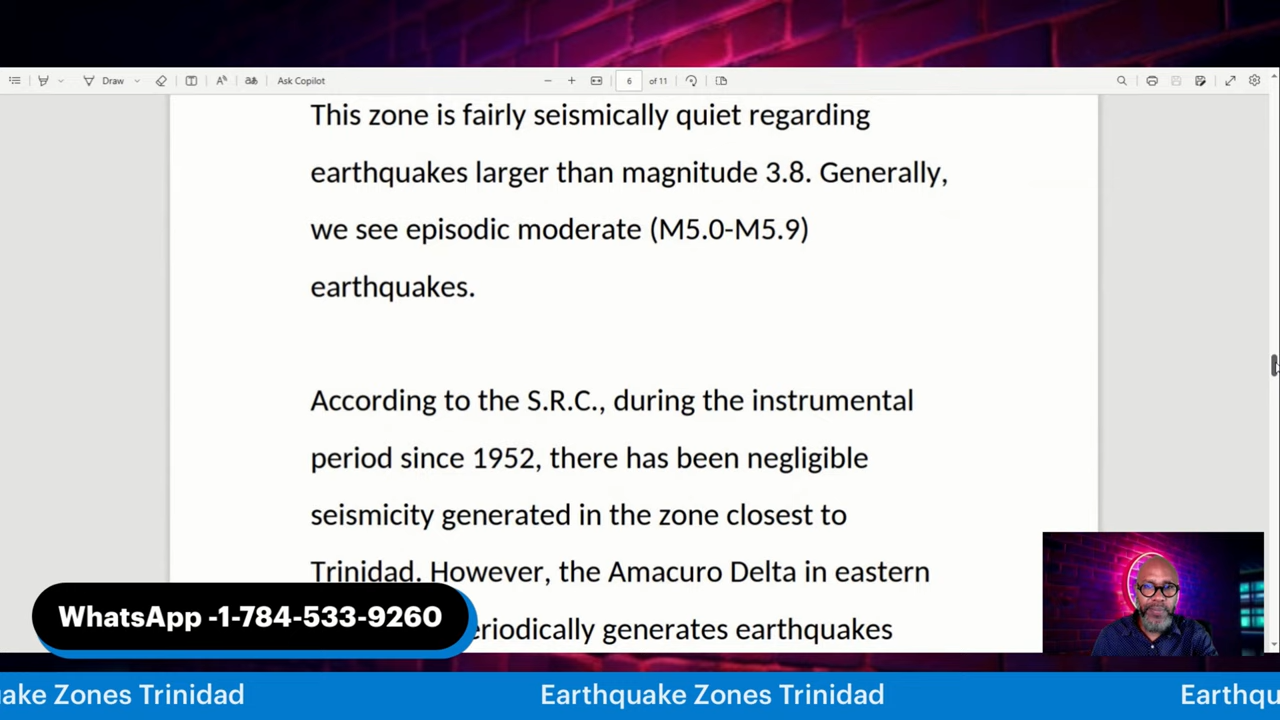 Draw
Ask Copilot
6 of 11
This zone is fairly seismically quiet regarding
earthquakes larger than magnitude 3.8. Generally,
we see episodic moderate (M5.0-M5.9)
earthquakes.
According to the S.R.C., during the instrumental
period since 1952, there has been negligible
seismicity generated in the zone closest to
Trinidad. However, the Amacuro Delta in eastern
generates earthquakes
WhatsApp -1-784-533-9260
Zones Trinidad
Earthquake Zones Trinidad